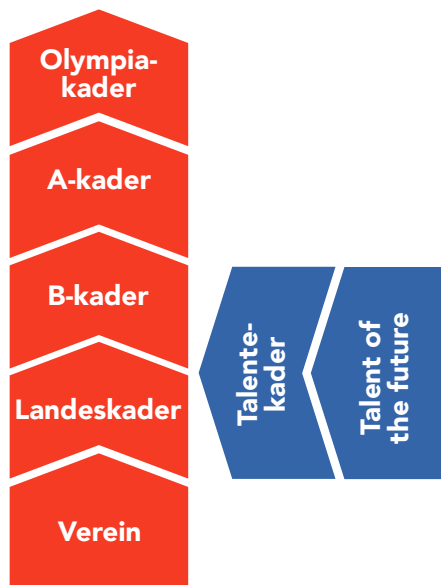 Olympia-
kader
A-kader
B-kader
Landeskader
Verein
Talente-
kader
Talent of
the future